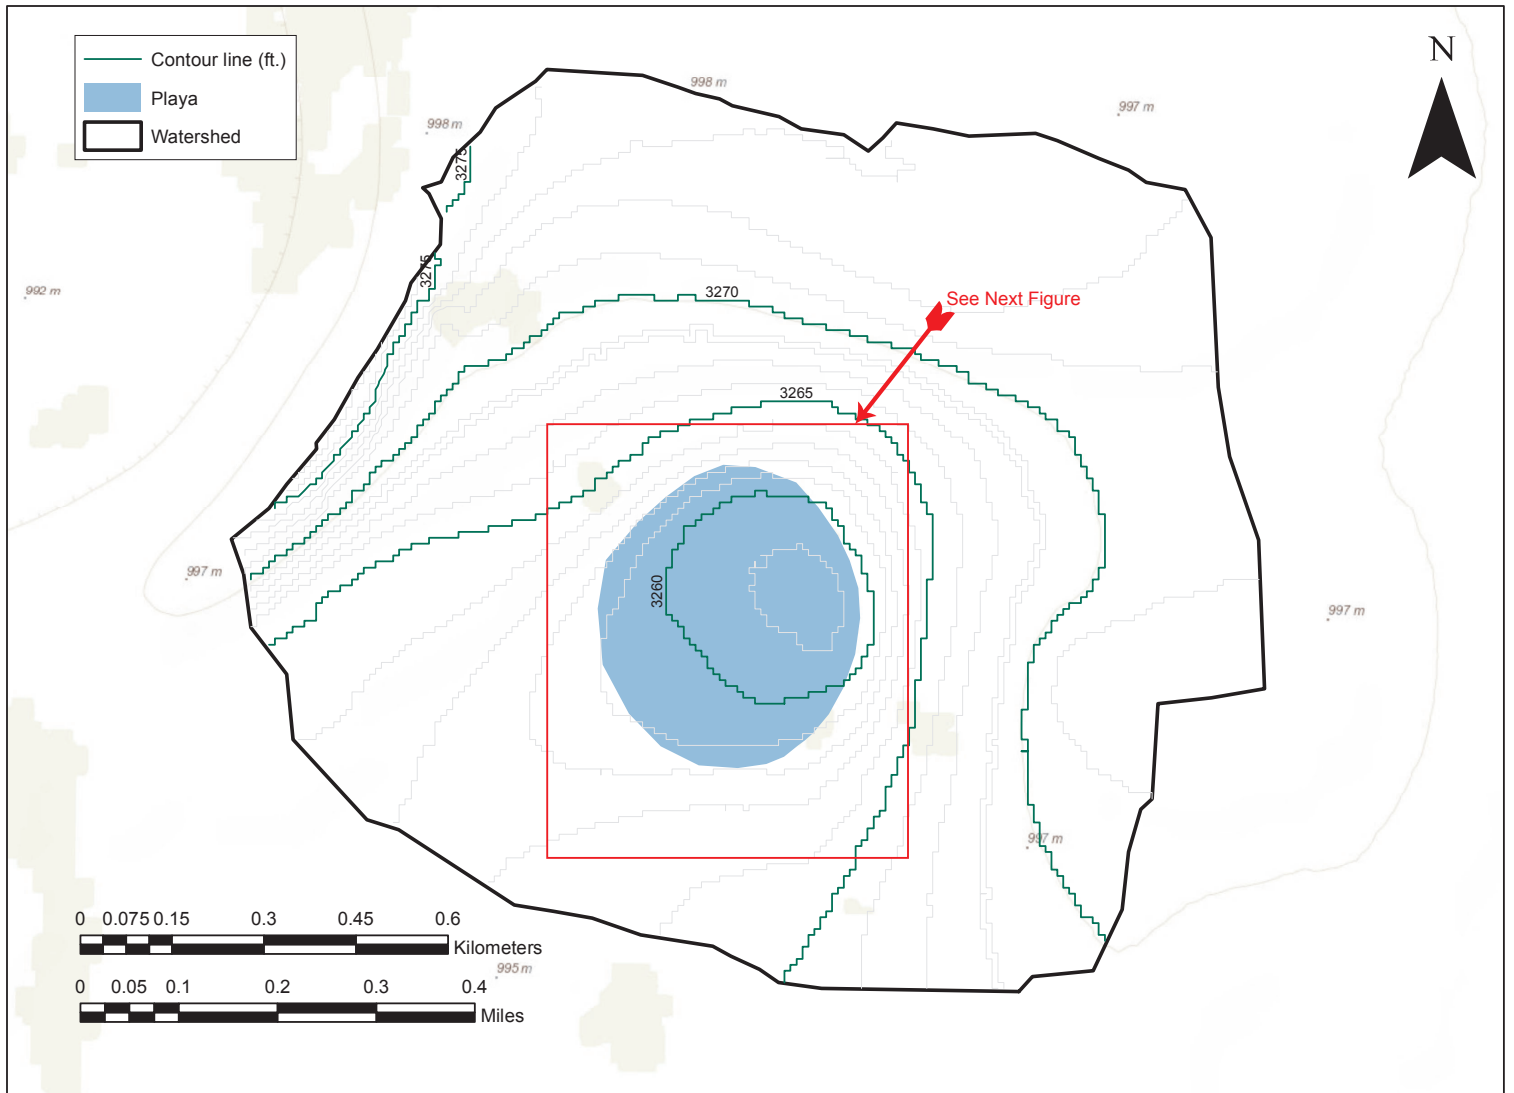 Contour line (ft.)
Playa
Watershed
N
998 m
998 m
997 m
3275
3275
992 m
3270
See Next Figure
3265
997 m
3260
997 m
997 m
0 0.075 0.15 0.3 0.45 0.6
Kilometers
995 m
0 0.05 0.1 0.2 0.3 0.4
Miles